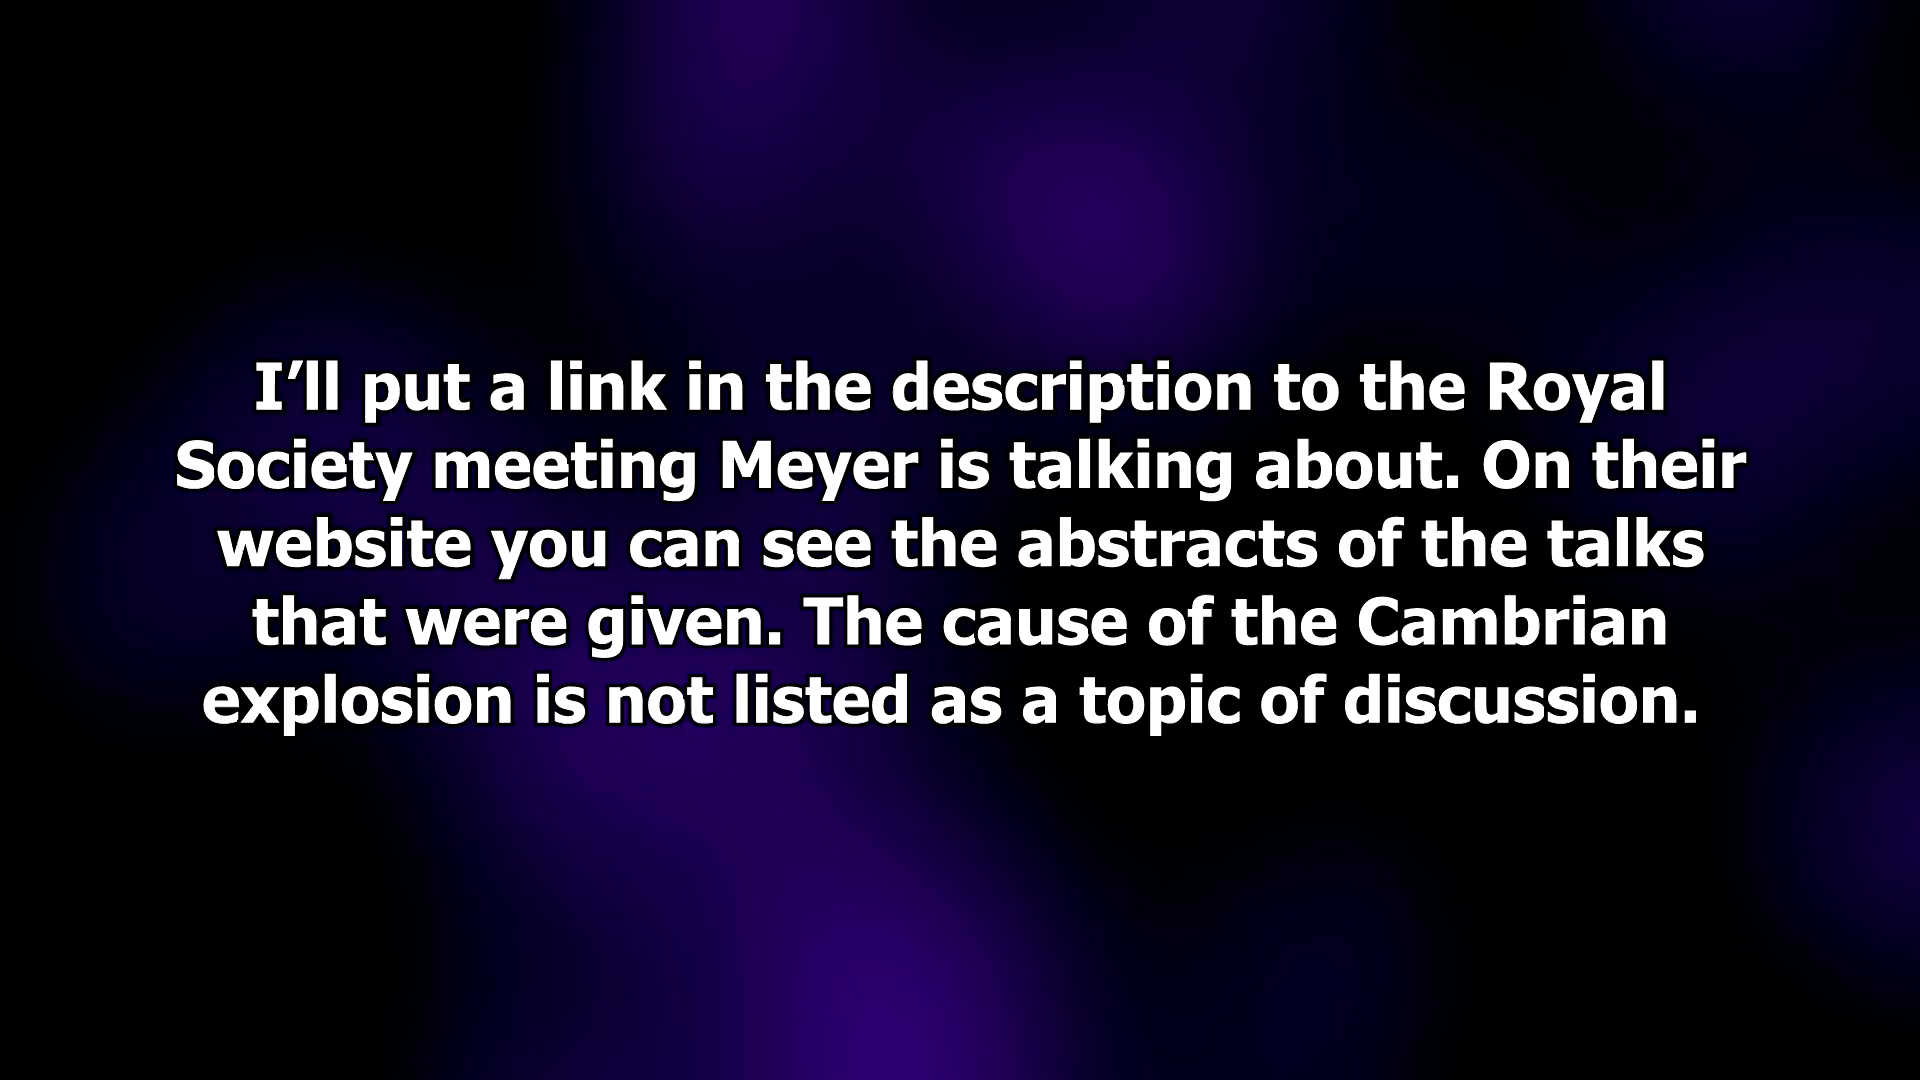 I’ll put a link in the description to the Royal
Society meeting Meyer is talking about. On their
website you can see the abstracts of the talks
that were given. The cause of the Cambrian
explosion is not listed as a topic of discussion.